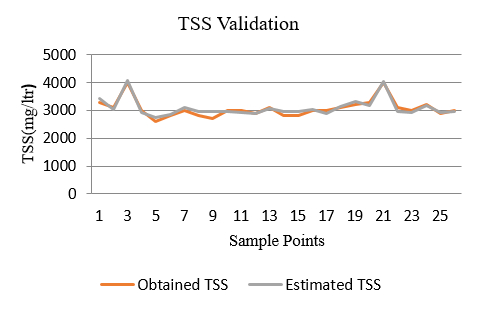 TSS Validation
TSS(mg/ltr)
5000
4000
3000
2000
1000
0
1 3 5 7 9 11 13 15 17 19 21 23 25
Sample Points
Obtained TSS Estimated TSS